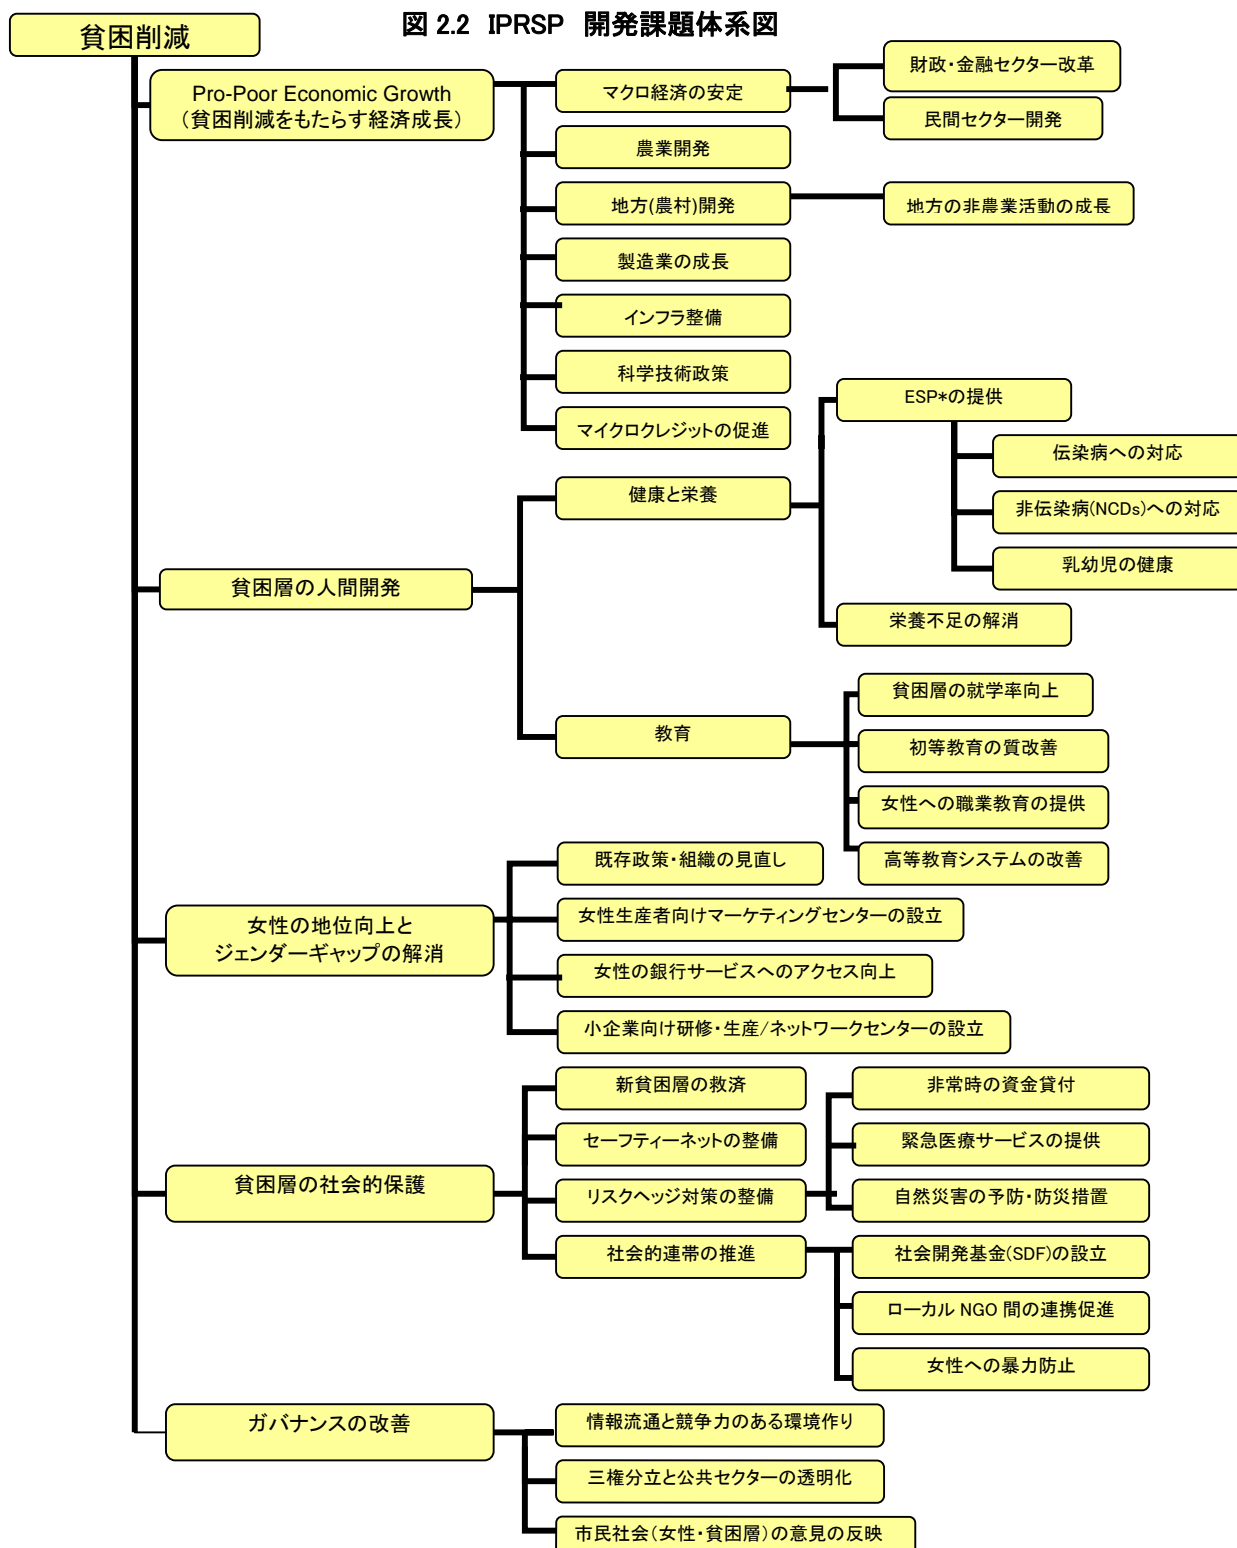 図 2.2 IPRSP 開発課題体系図
貧困削減
Pro-Poor Economic Growth
(貧困削減をもたらす経済成長)
マクロ経済の安定
財政・金融セクター改革
民間セクター開発
農業開発
地方(農村)開発
地方の非農業活動の成長
製造業の成長
インフラ整備
科学技術政策
マイクロクレジットの促進
貧困層の人間開発
健康と栄養
ESP*の提供
伝染病への対応
非伝染病(NCDs)への対応
乳幼児の健康
栄養不足の解消
教育
貧困層の就学率向上
初等教育の質改善
女性への職業教育の提供
高等教育システムの改善
女性の地位向上と
ジェンダーギャップの解消
既存政策・組織の見直し
女性生産者向けマーケティングセンターの設立
女性の銀行サービスへのアクセス向上
小企業向け研修・生産/ネットワークセンターの設立
貧困層の社会的保護
新貧困層の救済
セーフティーネットの整備
リスクヘッジ対策の整備
非常時の資金貸付
緊急医療サービスの提供
自然災害の予防・防災措置
社会的連帯の推進
社会開発基金(SDF)の設立
ローカル NGO 間の連携促進
女性への暴力防止
ガバナンスの改善
情報流通と競争力のある環境作り
三権分立と公共セクターの透明化
市民社会(女性・貧困層)の意見の反映